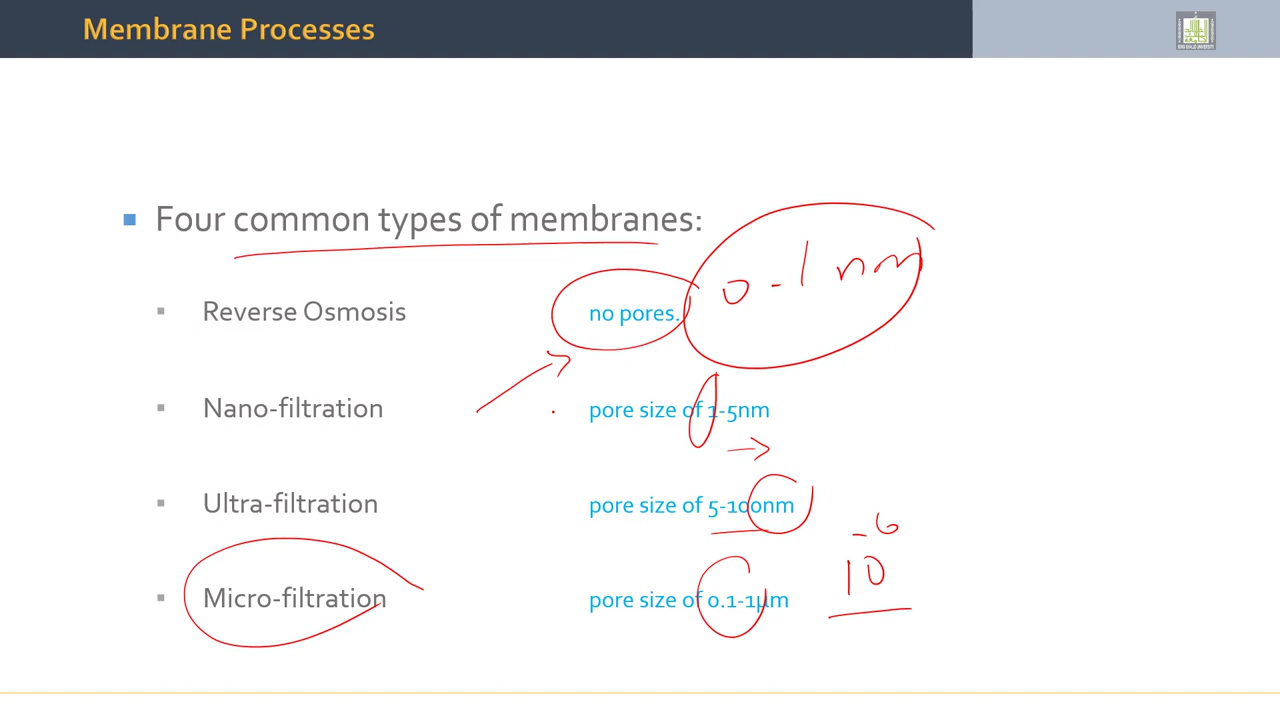 Membrane Processes
Four common types of membranes:
Reverse Osmosis no pores. 0.1 nm
Nano-filtration pore size of 1-5nm
Ultra-filtration pore size of 5-100nm
Micro-filtration pore size of 0.1-1µm
10 -6